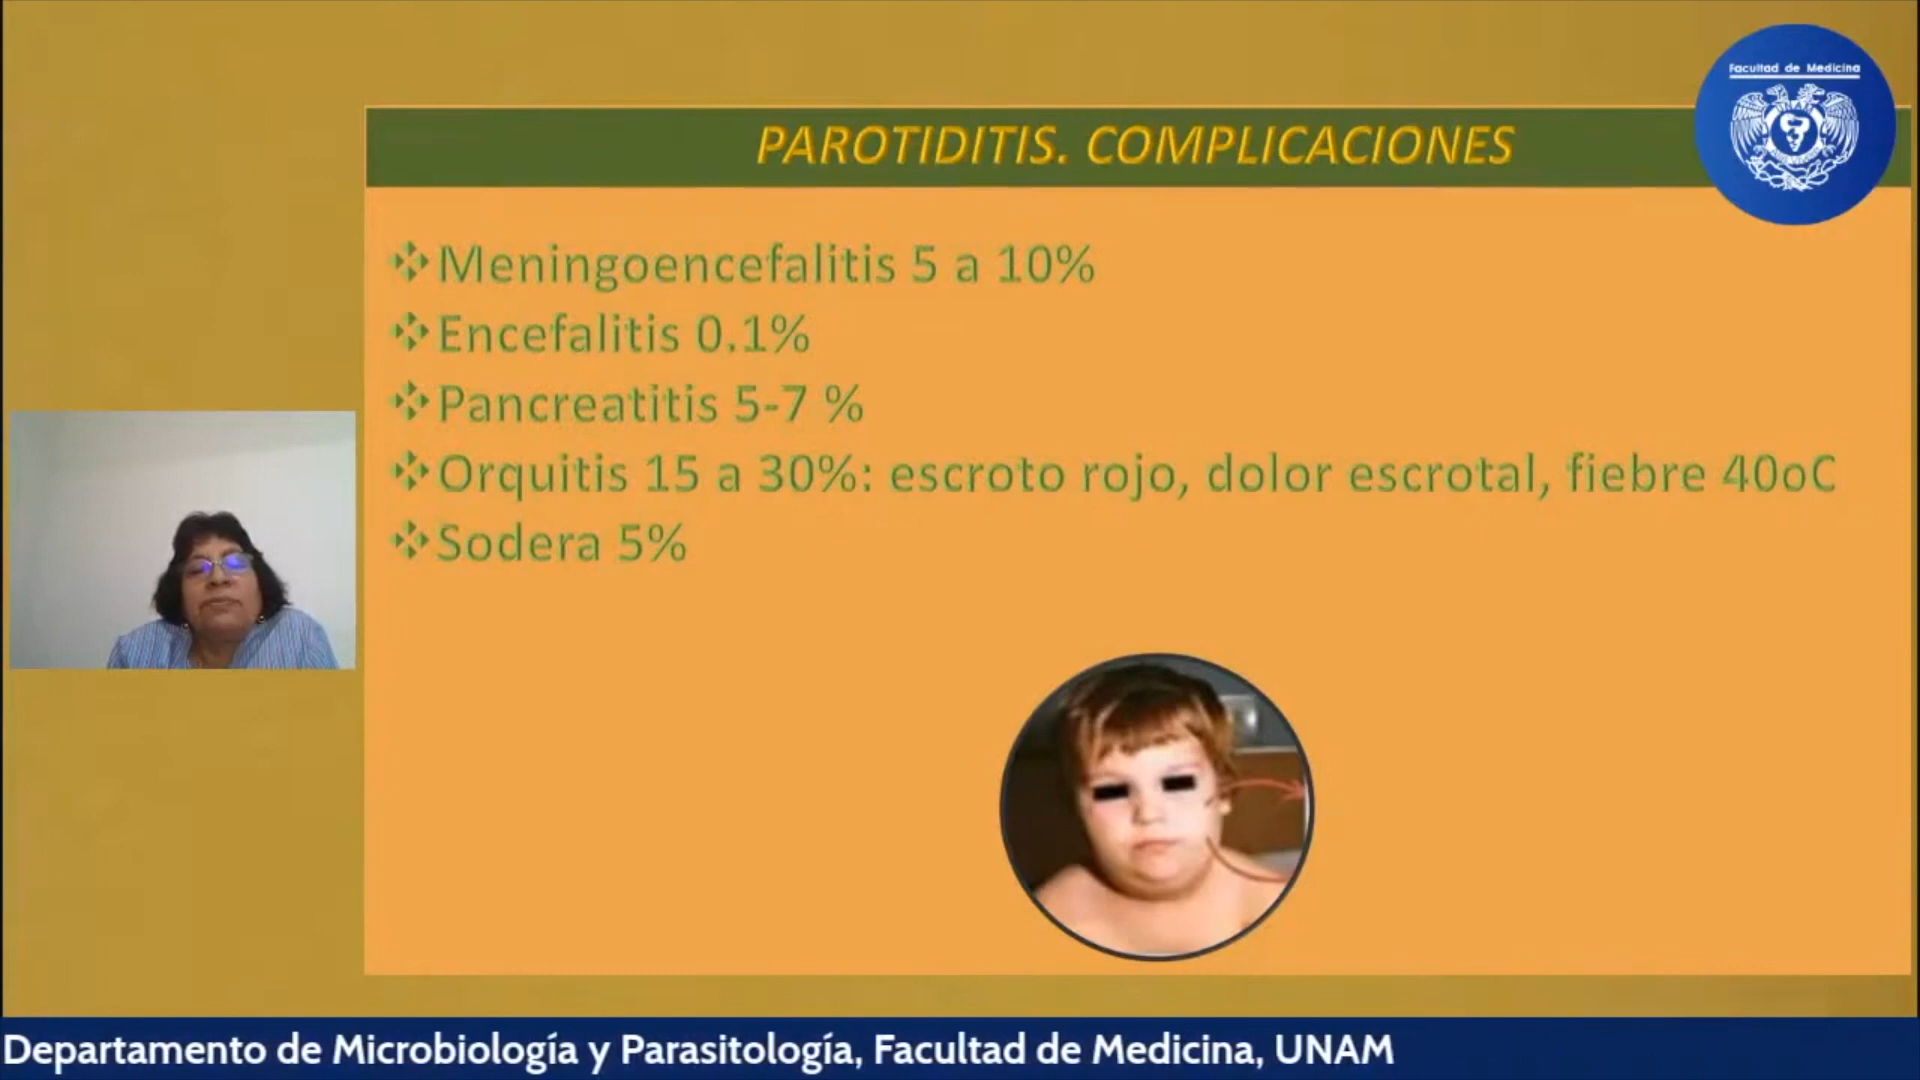 Facultad de Medicina
UNAM
PAROTIDITIS. COMPLICACIONES
❖Meningoencefalitis 5 a 10%
❖Encefalitis 0.1%
❖Pancreatitis 5-7 %
❖Orquitis 15 a 30%: escroto rojo, dolor escrotal, fiebre 40oC
❖Sodera 5%
Departamento de Microbiología y Parasitología, Facultad de Medicina, UNAM